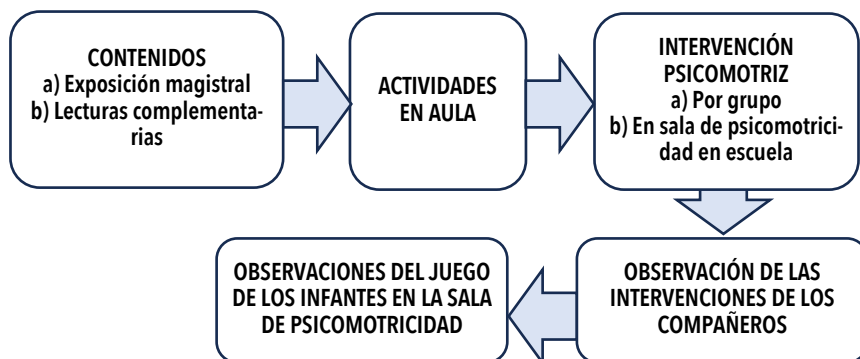 CONTENIDOS
a) Exposición magistral
b) Lecturas complementa-
rias
ACTIVIDADES
EN AULA
INTERVENCIÓN
PSICOMOTRIZ
a) Por grupo
b) En sala de psicomotrici-
dad en escuela
OBSERVACIÓN DE LAS
INTERVENCIONES DE LOS
COMPAÑEROS
OBSERVACIONES DEL JUEGO
DE LOS INFANTES EN LA SALA
DE PSICOMOTRICIDAD